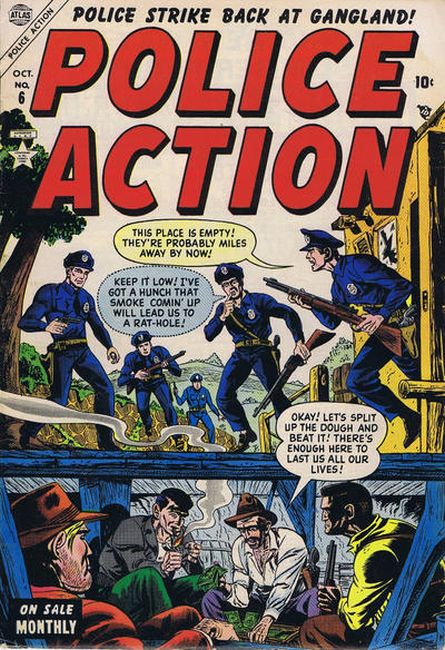 POLICE STRIKE BACK AT GANGLAND!
ATLAS
POLICE ACTION
OCT.
NO.
6
10¢
POLICE
ACTION
THIS PLACE IS EMPTY!
THEY'RE PROBABLY MILES
AWAY BY NOW!
KEEP IT LOW! I'VE
GOT A HUNCH THAT
SMOKE COMIN' UP
WILL LEAD US TO
A RAT-HOLE!
OKAY! LET'S SPLIT
UP THE DOUGH AND
BEAT IT! THERE'S
ENOUGH HERE TO
LAST US ALL OUR
LIVES!
ON SALE
MONTHLY